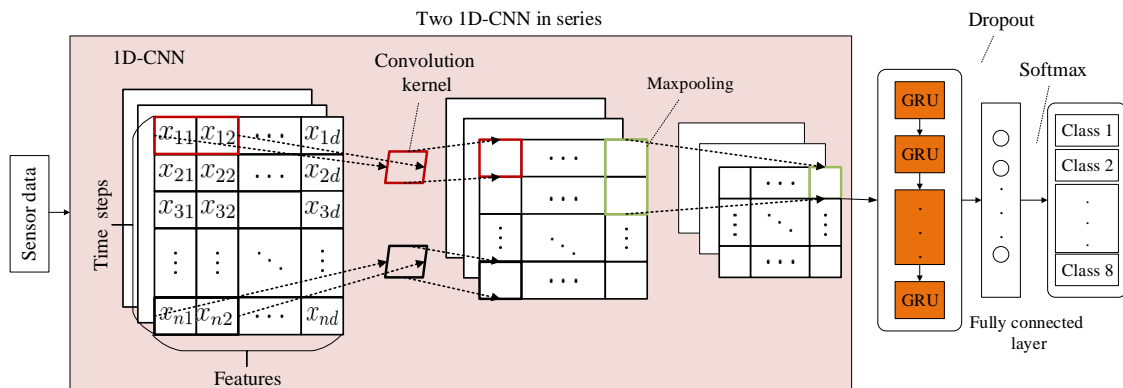 Two 1D-CNN in series
Dropout
1D-CNN
Convolution
kernel
Maxpooling
Softmax
Sensor data
Time steps
x11 x12 ··· x1d
x21 x22 ... x2d
x31 x32 x3d
xn1 xn2 ··· xnd
Features
GRU
GRU
GRU
Fully connected
layer
Class 1
Class 2
Class 8